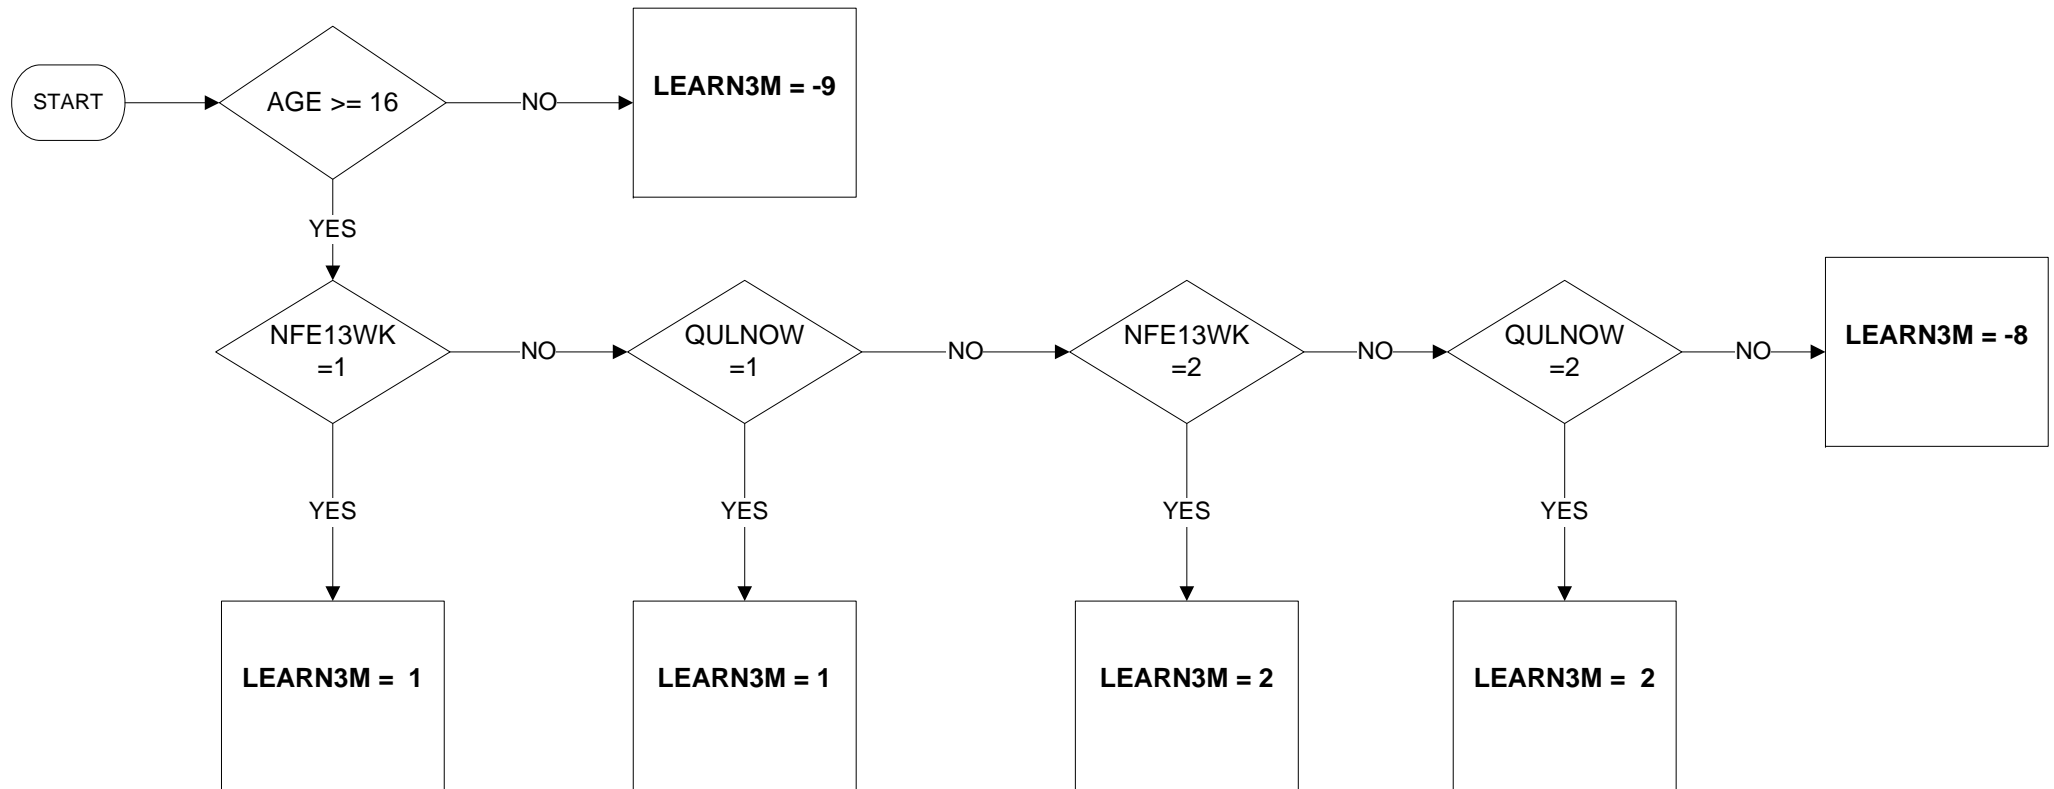 START
AGE >= 16
NO
LEARN3M = -9
YES
NFE13WK
=1
NO
QULNOW
=1
NO
NFE13WK
=2
NO
QULNOW
=2
NO
LEARN3M = -8
YES
YES
YES
YES
LEARN3M =  1
LEARN3M = 1
LEARN3M = 2
LEARN3M =  2